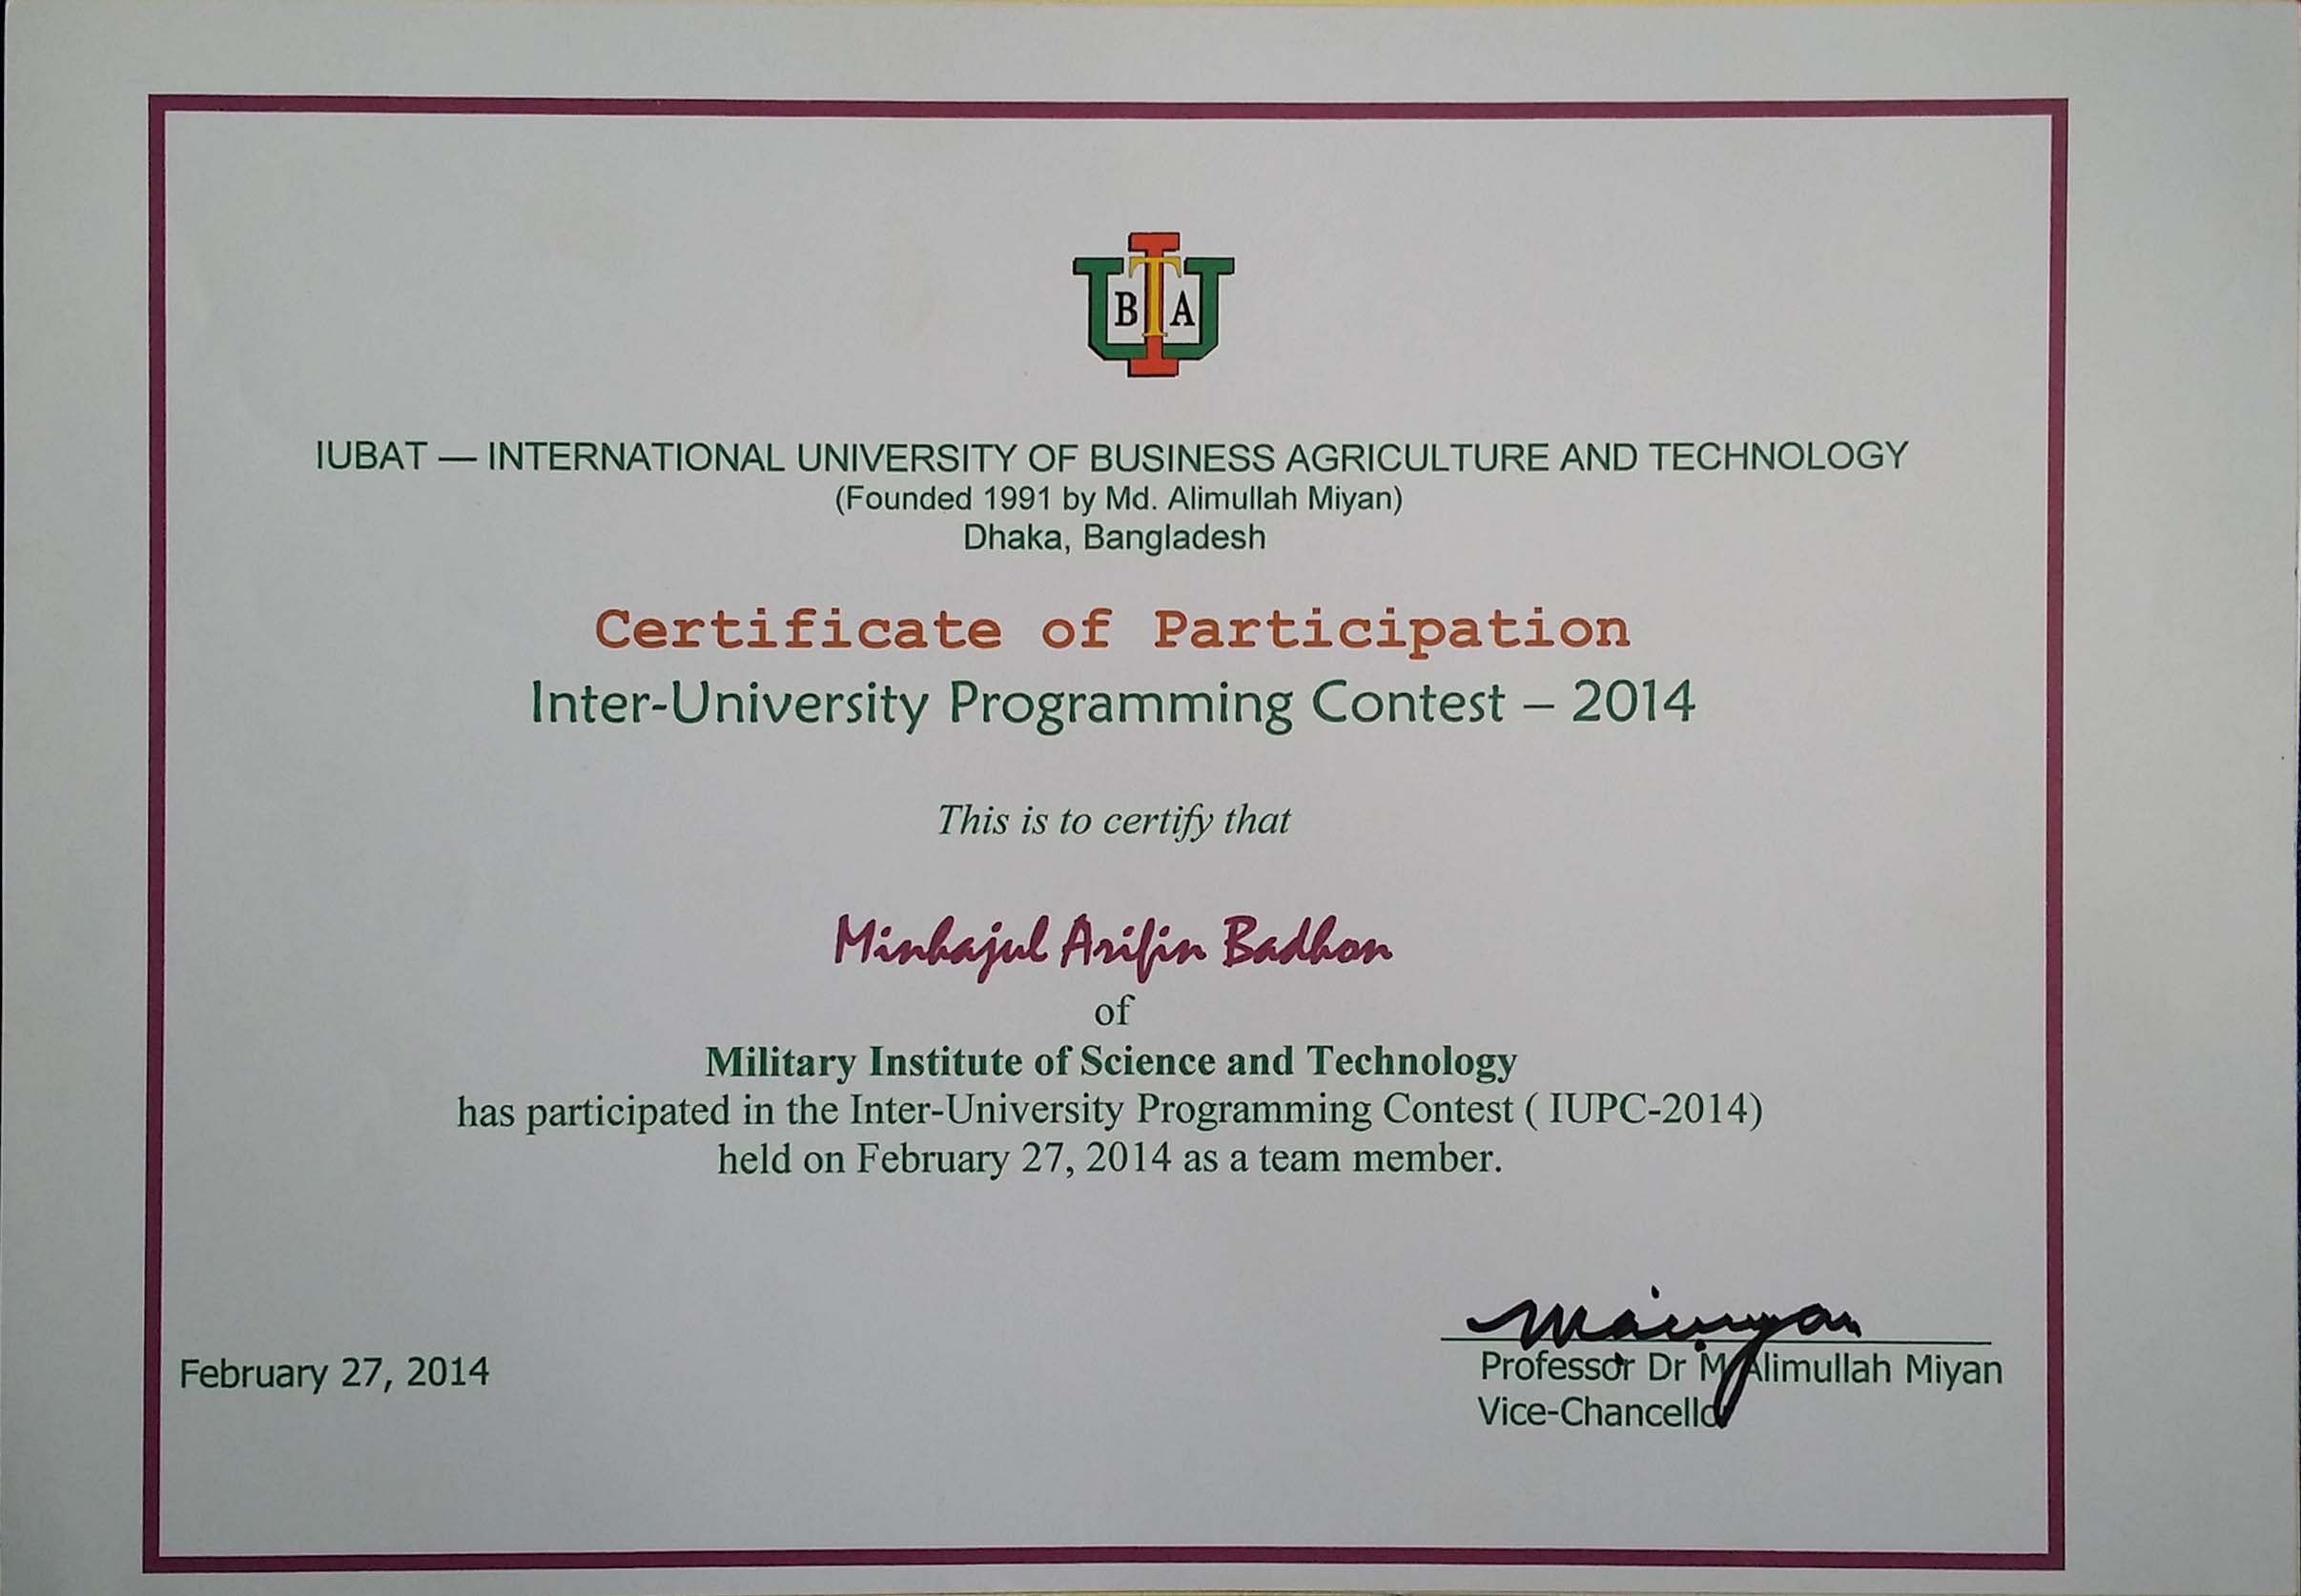 IUBAT
IUBAT — INTERNATIONAL UNIVERSITY OF BUSINESS AGRICULTURE AND TECHNOLOGY
(Founded 1991 by Md. Alimullah Miyan)
Dhaka, Bangladesh
Certificate of Participation
Inter-University Programming Contest – 2014
This is to certify that
Minhajul Arifin Badhon
of
Military Institute of Science and Technology
has participated in the Inter-University Programming Contest ( IUPC-2014)
held on February 27, 2014 as a team member.
February 27, 2014
Professor Dr M Alimullah Miyan
Vice-Chancellor